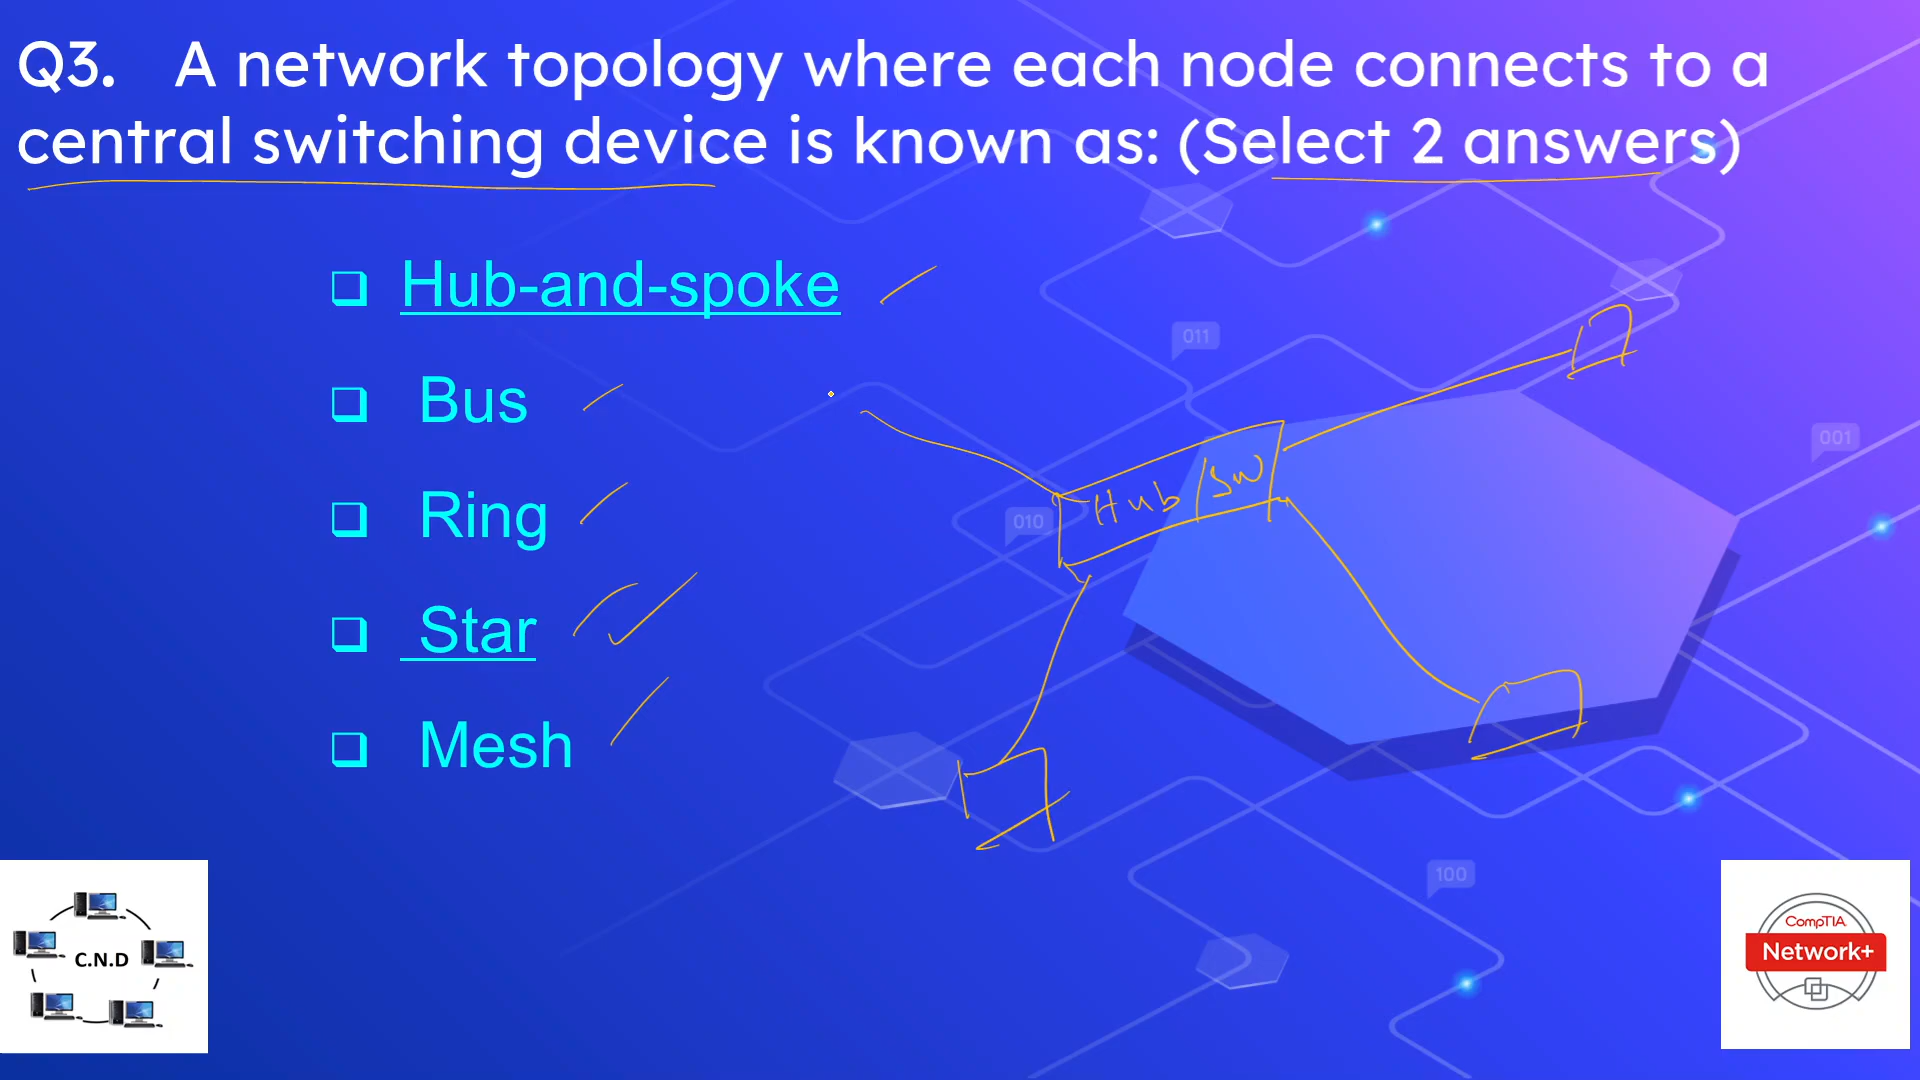 Q3. A network topology where each node connects to a
central switching device is known as: (Select 2 answers)
Hub-and-spoke
Bus
Ring
Star
Mesh
Hub/SW
011
001
010
100
C.N.D
CompTIA
Network+